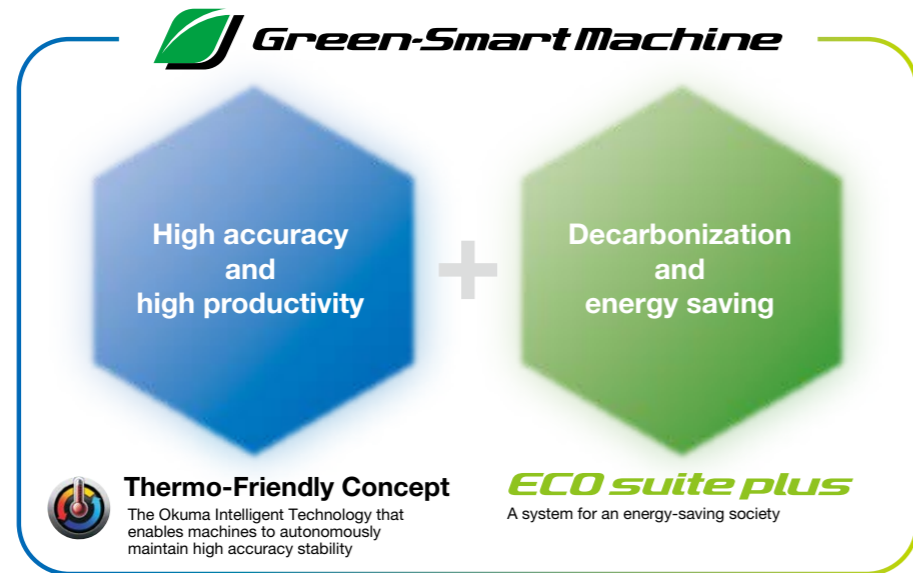 Green-Smart Machine
High accuracy
and
high productivity
+
Decarbonization
and
energy saving
Thermo-Friendly Concept
The Okuma Intelligent Technology that
enables machines to autonomously
maintain high accuracy stability
ECO suite plus
A system for an energy-saving society